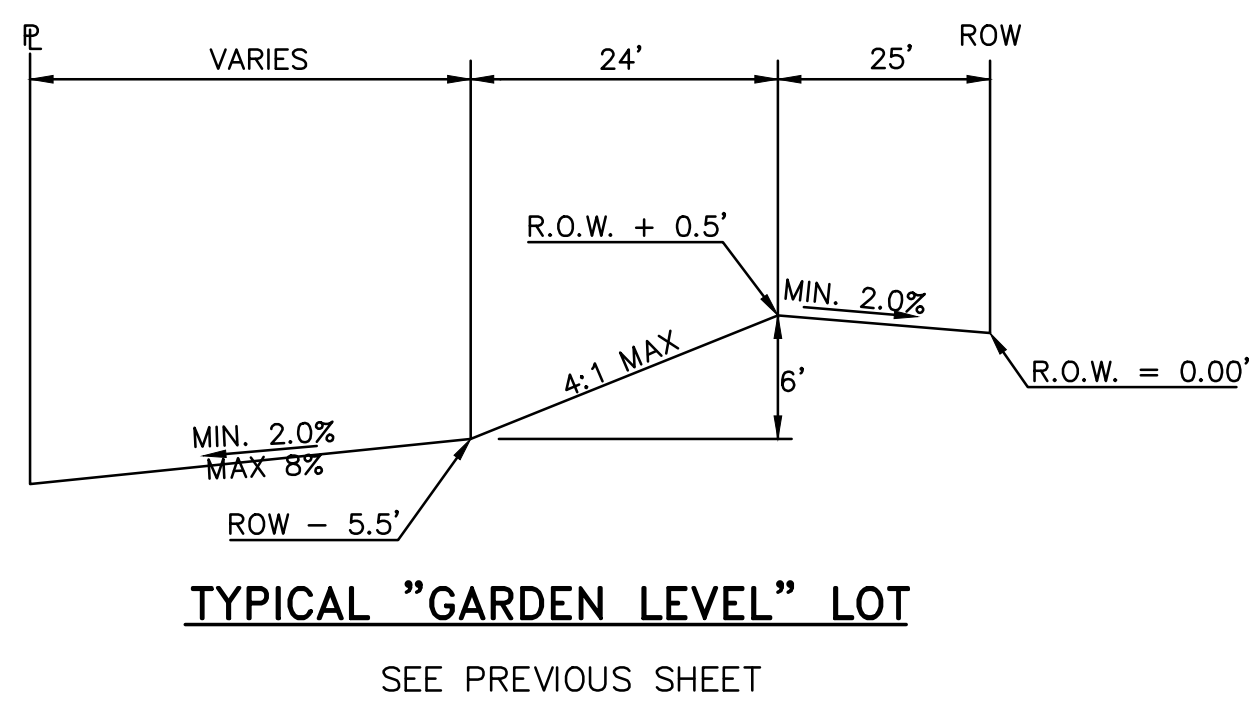 ℄ ROW
VARIES 24' 25'
R.O.W. + 0.5'
MIN. 2.0%
4:1 MAX
6'
R.O.W. = 0.00'
MIN. 2.0%
MAX 8%
ROW - 5.5'
TYPICAL "GARDEN LEVEL" LOT
SEE PREVIOUS SHEET